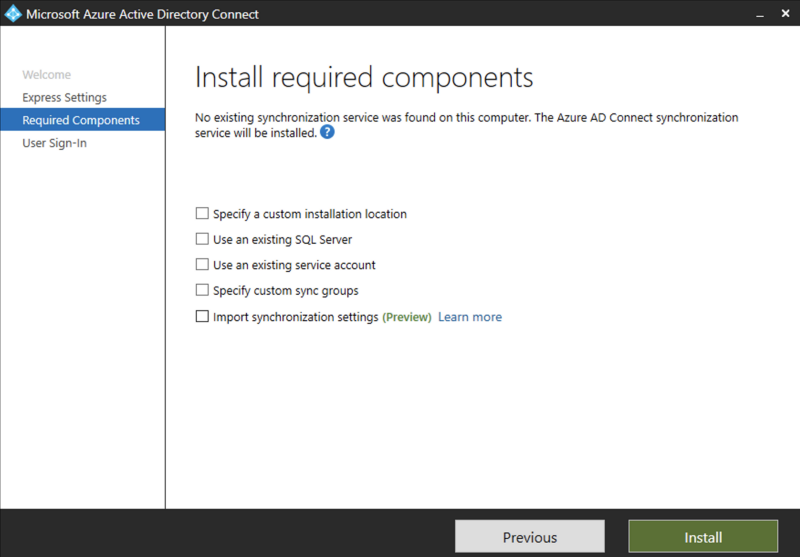 Microsoft Azure Active Directory Connect
Welcome
Express Settings
Required Components
User Sign-In
Install required components
No existing synchronization service was found on this computer. The Azure AD Connect synchronization
service will be installed. ?
Specify a custom installation location
Use an existing SQL Server
Use an existing service account
Specify custom sync groups
Import synchronization settings (Preview) Learn more
Previous
Install